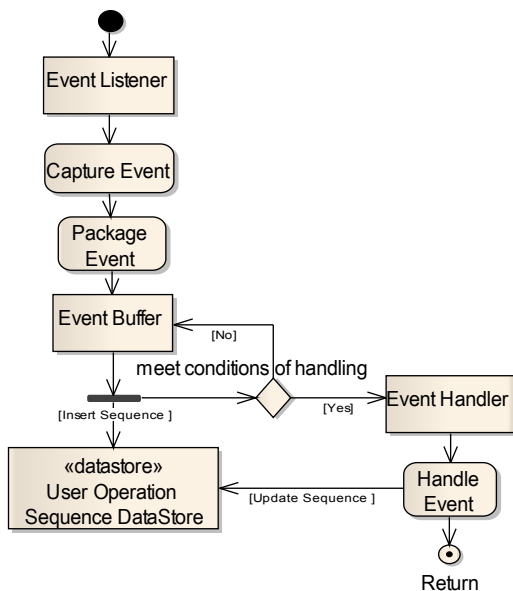 Event Listener
Capture Event
Package
Event
Event Buffer
[No]
meet conditions of handling
[Insert Sequence ]
[Yes]
Event Handler
«datastore»
User Operation
Sequence DataStore
[Update Sequence ]
Handle
Event
Return